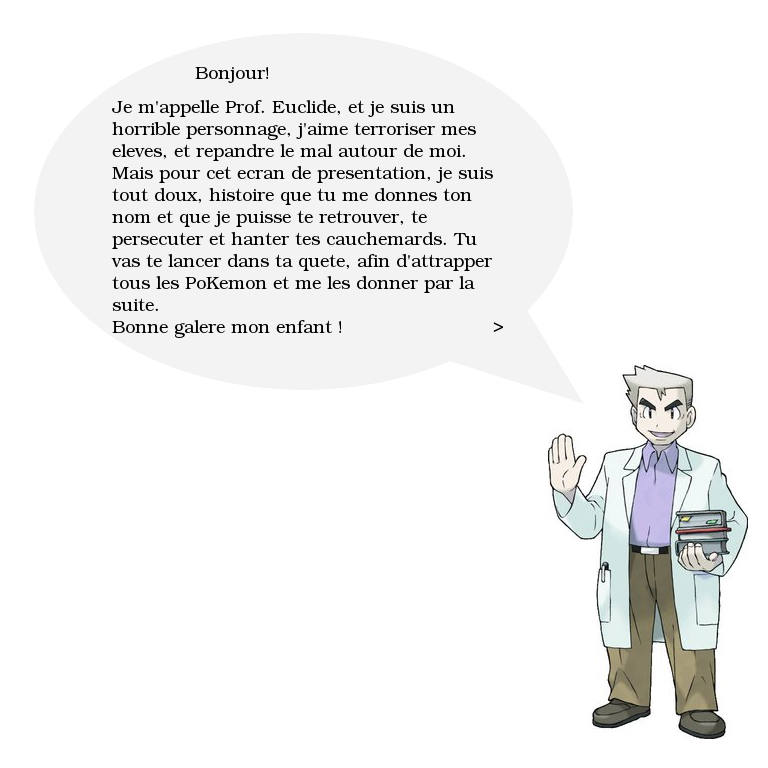 Bonjour!
Je m'appelle Prof. Euclide, et je suis un
horrible personnage, j'aime terroriser mes
eleves, et repandre le mal autour de moi.
Mais pour cet ecran de presentation, je suis
tout doux, histoire que tu me donnes ton
nom et que je puisse te retrouver, te
persecuter et hanter tes cauchemards. Tu
vas te lancer dans ta quete, afin d'attrapper
tous les PoKemon et me les donner par la
suite.
Bonne galere mon enfant ! >